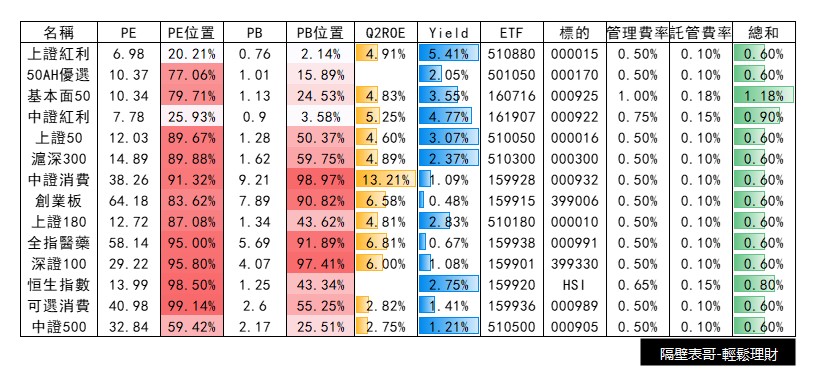 名稱 PE PE位置 PB PB位置 Q2ROE Yield ETF 標的 管理費率 託管費率 總和
上證紅利 6.98 20.21% 0.76 2.14% 4.91% 5.41% 510880 000015 0.50% 0.10% 0.60%
50AH優選 10.37 77.06% 1.01 15.89% 2.05% 501050 000170 0.50% 0.10% 0.60%
基本面50 10.34 79.71% 1.13 24.53% 4.83% 3.55% 160716 000925 1.00% 0.18% 1.18%
中證紅利 7.78 25.93% 0.9 3.58% 5.25% 4.77% 161907 000922 0.75% 0.15% 0.90%
上證50 12.03 89.67% 1.28 50.37% 4.60% 3.07% 510050 000016 0.50% 0.10% 0.60%
滬深300 14.89 89.88% 1.62 59.75% 4.89% 2.37% 510300 000300 0.50% 0.10% 0.60%
中證消費 38.26 91.32% 9.21 98.97% 13.21% 1.09% 159928 000932 0.50% 0.10% 0.60%
創業板 64.18 83.62% 7.89 90.82% 6.58% 0.48% 159915 399006 0.50% 0.10% 0.60%
上證180 12.72 87.08% 1.34 43.62% 4.81% 2.83% 510180 000010 0.50% 0.10% 0.60%
全指醫藥 58.14 95.00% 5.69 91.89% 6.81% 0.67% 159938 000991 0.50% 0.10% 0.60%
深證100 29.22 95.80% 4.07 97.41% 6.00% 1.08% 159901 399330 0.50% 0.10% 0.60%
恒生指數 13.99 98.50% 1.25 43.34% 2.75% 159920 HSI 0.65% 0.15% 0.80%
可選消費 40.98 99.14% 2.6 55.25% 2.82% 1.41% 159936 000989 0.50% 0.10% 0.60%
中證500 32.84 59.42% 2.17 25.51% 2.75% 1.21% 510500 000905 0.50% 0.10% 0.60%
隔壁表哥-輕鬆理財